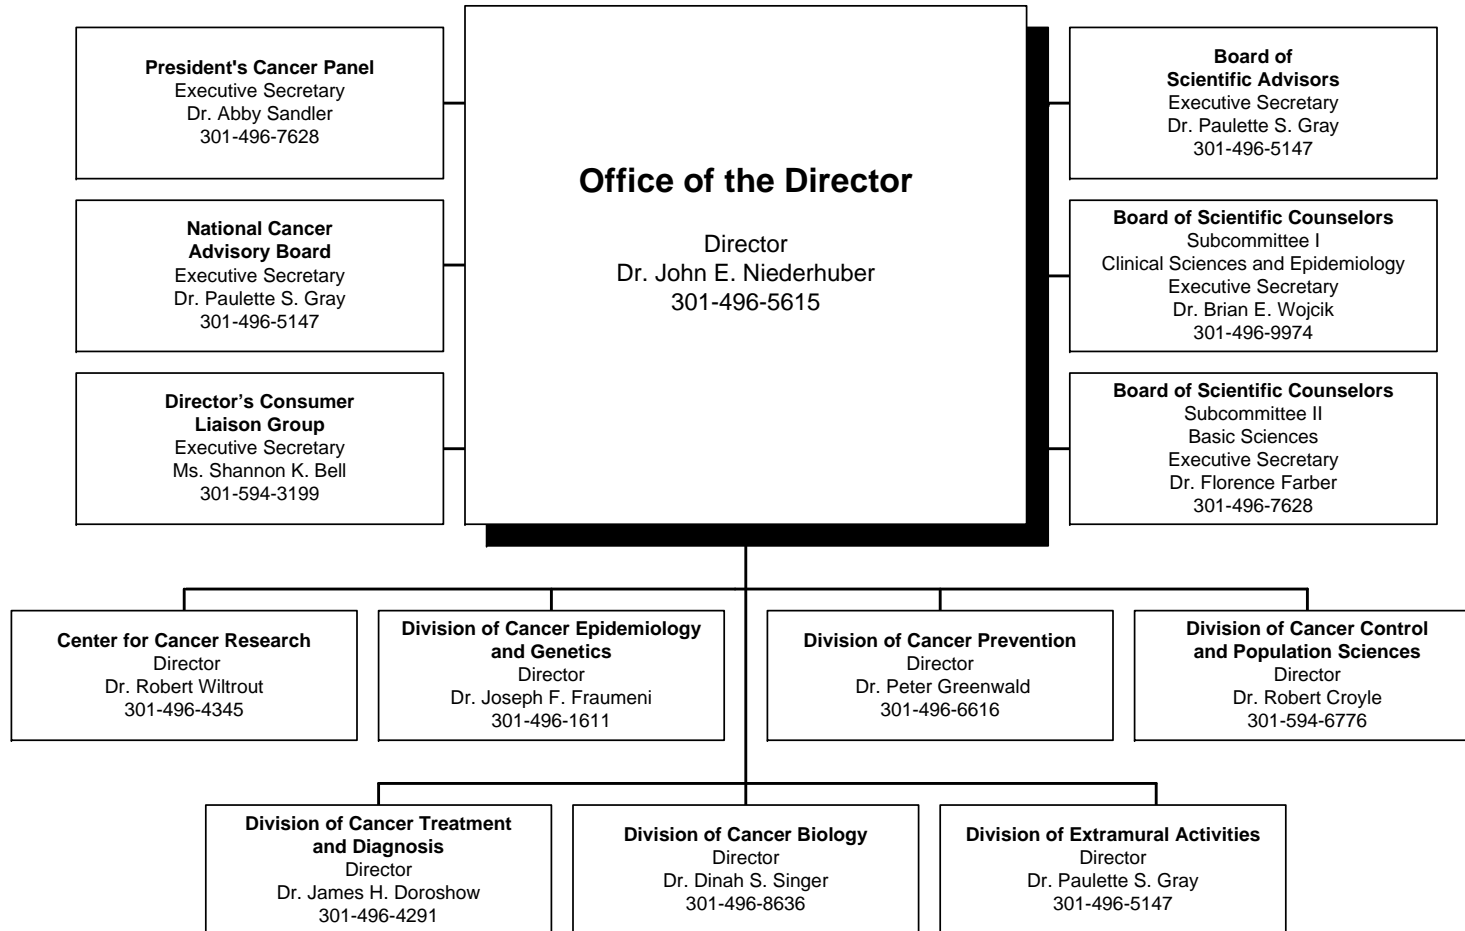 President's Cancer Panel
Executive Secretary
Dr. Abby Sandler
301-496-7628
National Cancer
Advisory Board
Executive Secretary
Dr. Paulette S. Gray
301-496-5147
Director’s Consumer
Liaison Group
Executive Secretary
Ms. Shannon K. Bell
301-594-3199
Office of the Director
Director
Dr. John E. Niederhuber
301-496-5615
Board of
Scientific Advisors
Executive Secretary
Dr. Paulette S. Gray
301-496-5147
Board of Scientific Counselors
Subcommittee I
Clinical Sciences and Epidemiology
Executive Secretary
Dr. Brian E. Wojcik
301-496-9974
Board of Scientific Counselors
Subcommittee II
Basic Sciences
Executive Secretary
Dr. Florence Farber
301-496-7628
Center for Cancer Research
Director
Dr. Robert Wiltrout
301-496-4345
Division of Cancer Epidemiology
and Genetics
Director
Dr. Joseph F. Fraumeni
301-496-1611
Division of Cancer Prevention
Director
Dr. Peter Greenwald
301-496-6616
Division of Cancer Control
and Population Sciences
Director
Dr. Robert Croyle
301-594-6776
Division of Cancer Treatment
and Diagnosis
Director
Dr. James H. Doroshow
301-496-4291
Division of Cancer Biology
Director
Dr. Dinah S. Singer
301-496-8636
Division of Extramural Activities
Director
Dr. Paulette S. Gray
301-496-5147